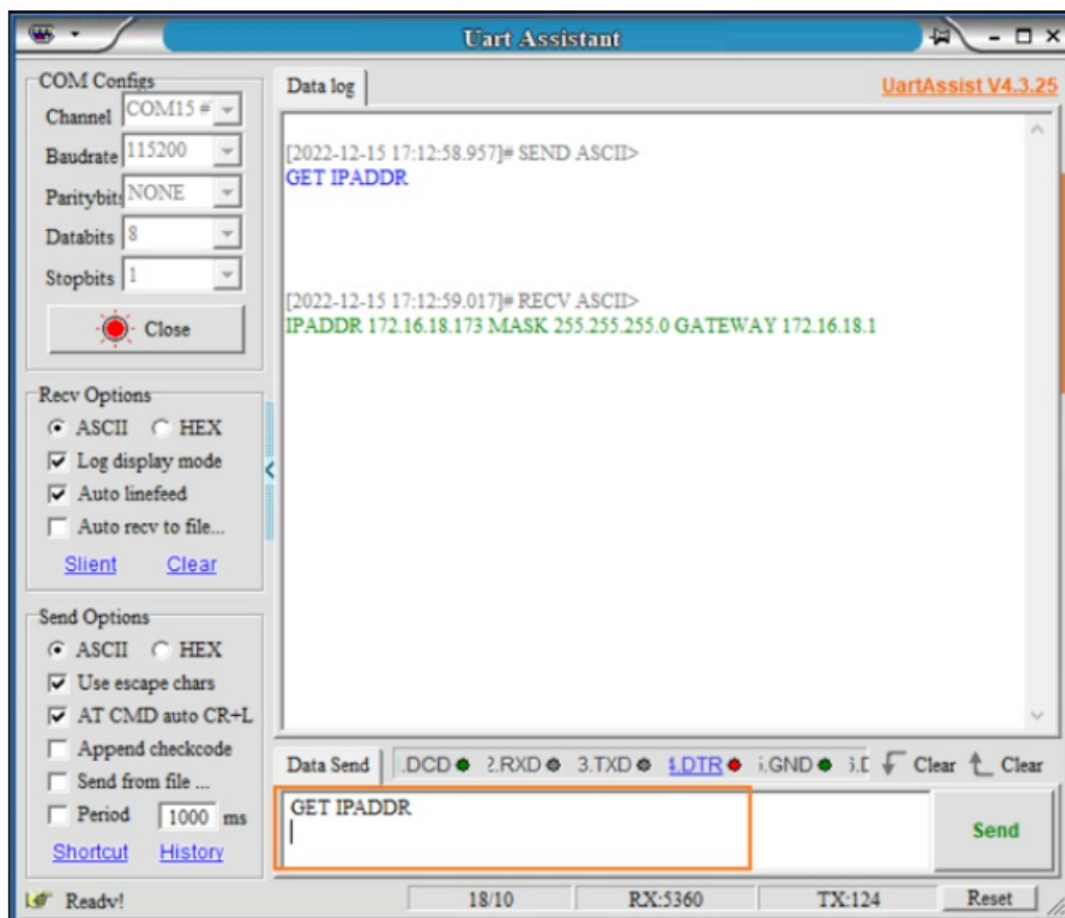 Uart Assistant
COM Configs
Channel COM15 #
Baudrate 115200
Paritybits NONE
Databits 8
Stopbits 1
Close
Recv Options
ASCII HEX
Log display mode
Auto linefeed
Auto recv to file...
Slient Clear
Send Options
ASCII HEX
Use escape chars
AT CMD auto CR+L
Append checkcode
Send from file ...
Period 1000 ms
Shortcut History
Data log UartAssist V4.3.25
[2022-12-15 17:12:58.957]# SEND ASCII>
GET IPADDR
[2022-12-15 17:12:59.017]# RECV ASCII>
IPADDR 172.16.18.173 MASK 255.255.255.0 GATEWAY 172.16.18.1
Data Send .DCD 2.RXD 3.TXD 4.DTR .GND Clear Clear
GET IPADDR
Send
Ready! 18/10 RX:5360 TX:124 Reset